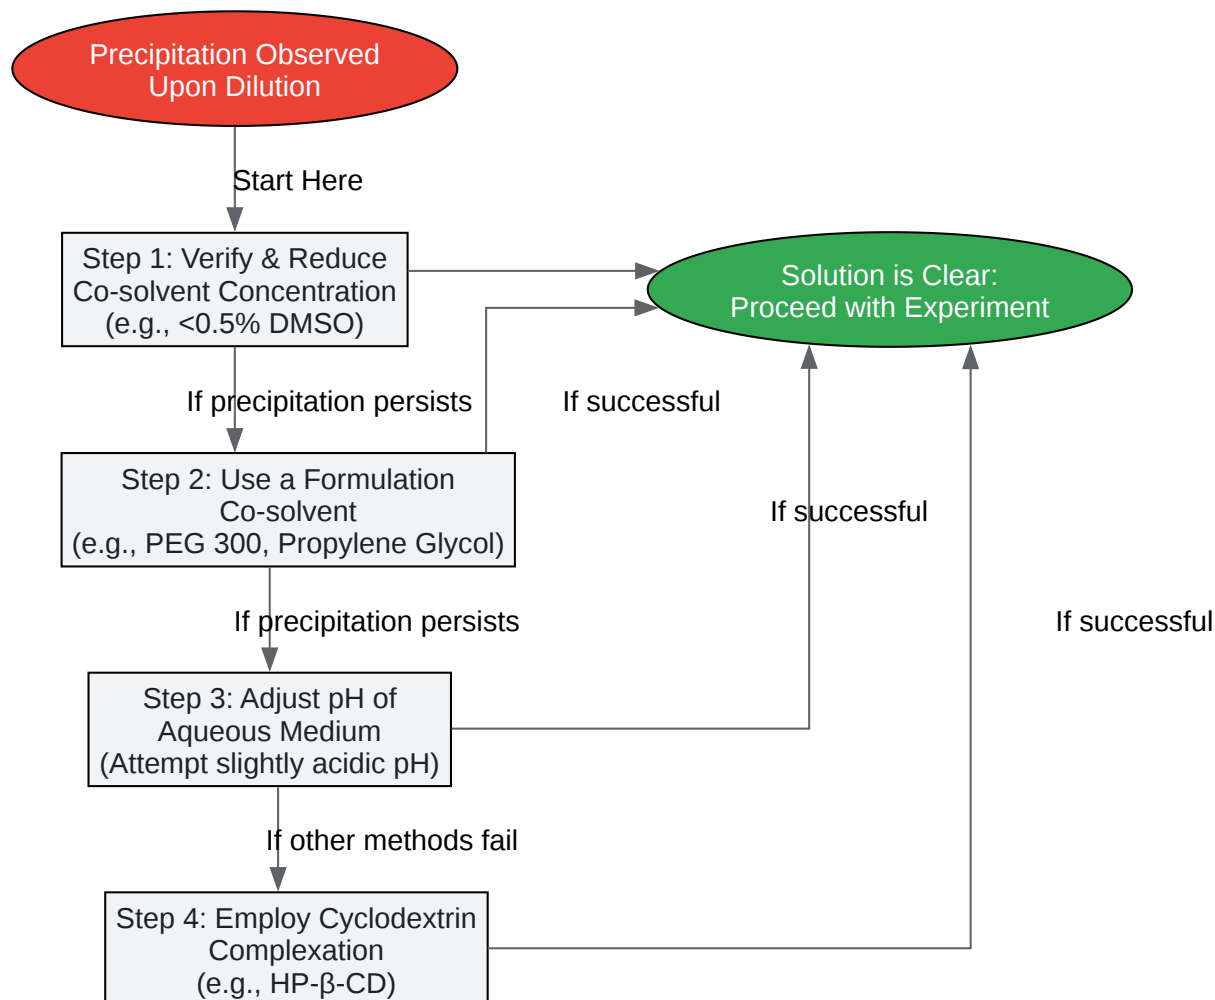 Precipitation Observed
Upon Dilution
Start Here
Step 1: Verify & Reduce
Co-solvent Concentration
(e.g., <0.5% DMSO)
Solution is Clear:
Proceed with Experiment
If precipitation persists
If successful
Step 2: Use a Formulation
Co-solvent
(e.g., PEG 300, Propylene Glycol)
If successful
If precipitation persists
If successful
Step 3: Adjust pH of
Aqueous Medium
(Attempt slightly acidic pH)
If other methods fail
Step 4: Employ Cyclodextrin
Complexation
(e.g., HP-β-CD)